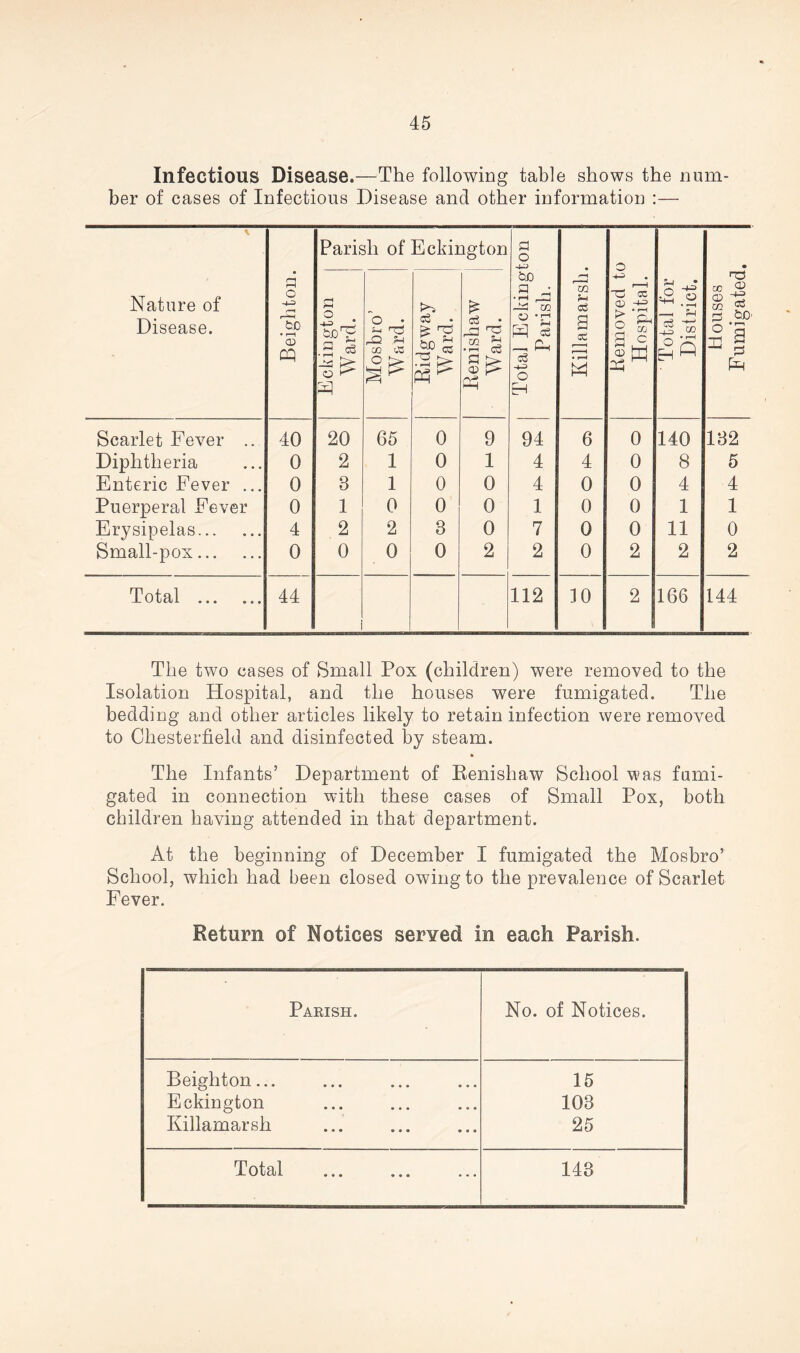 45
Infectious Disease.—The following table shows the num-
ber of cases of Infectious Disease and other information :—
Nature of Disease. | Beighton. | Parish of Eckington: Eckington Ward. | Mosbro’ Ward. | Ridgway Ward. | Renishaw Ward. | Total Eckington Parish. | Killamarsh. | Removed to Hospital. | Total for District. | Houses Fumigated.
Scarlet Fever .. 40 20 65 0 9 94 6 0 140 132
Diphtheria ... 0 2 1 0 1 4 4 0 8 5
Enteric Fever ... 0 3 1 0 0 4 0 0 4 4
Puerperal Fever 0 1 0 0 0 1 0 0 1 1
Erysipelas... ... 4 2 2 3 0 7 0 0 11 0
Small-pox... ... 0 0 0 0 2 2 0 2 2 2
Total ... ... 44 112 10 2 166 144
The two cases of Small Pox (children) were removed to the
Isolation Hospital, and the houses were fumigated. The
bedding and other articles likely to retain infection were removed
to Chesterfield and disinfected by steam.
The Infants’ Department of Renishaw School was fumi-
gated in connection with these cases of Small Pox, both
children having attended in that department.
At the beginning of December I fumigated the Mosbro’
School, which had been closed owing to the prevalence of Scarlet
Fever.
Return of Notices served in each Parish.
Parish. No. of Notices.
Beighton... ... ... ... 15
Eckington ... ... ... 103
Killamarsh ... ... ... 25
Total ... ... ... 143